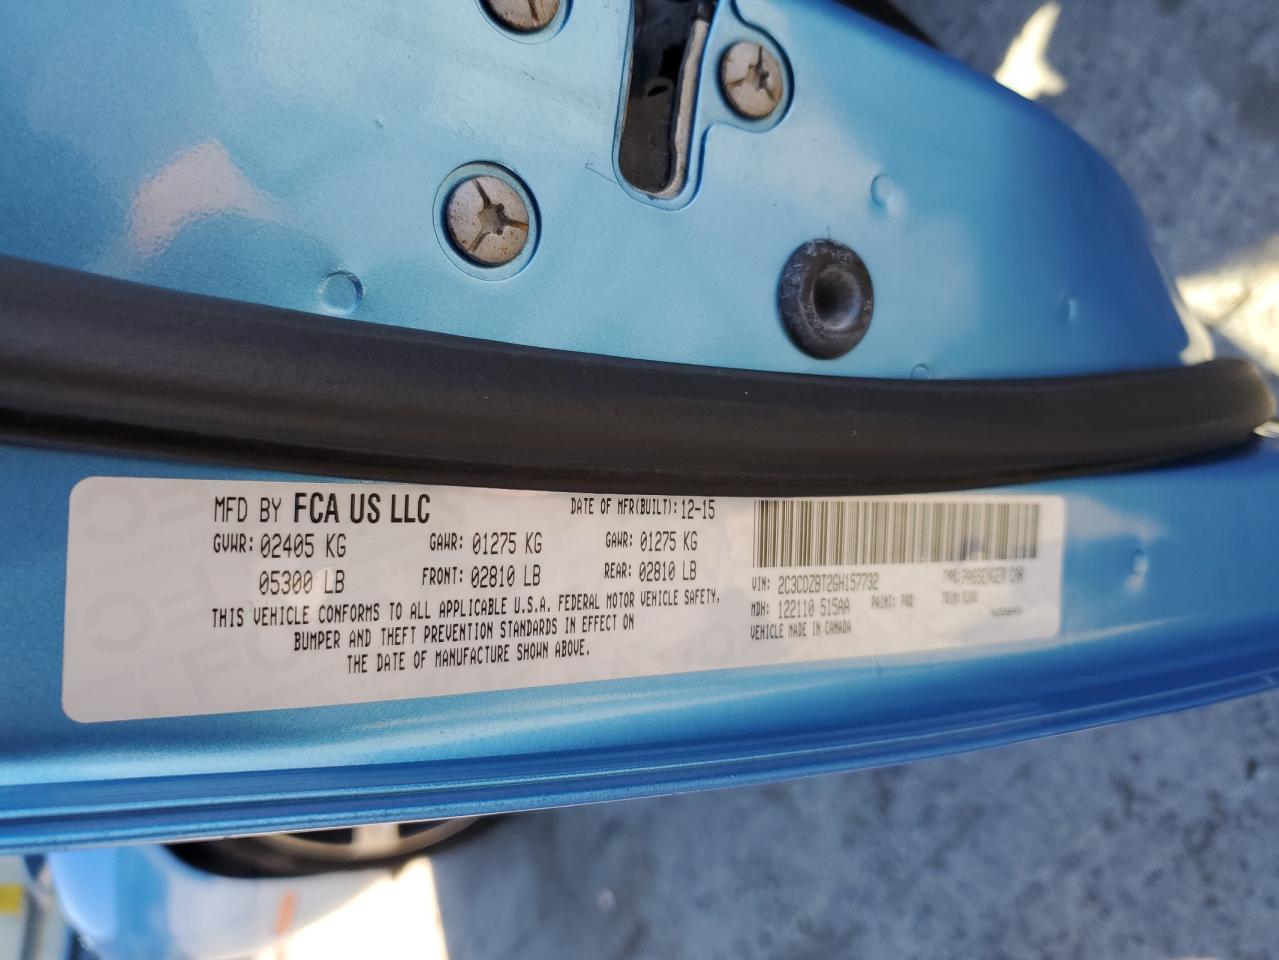 MFD BY FCA US LLC DATE OF MFR(BUILT): 12-15
GVWR: 02405 KG GAWR: 01275 KG GAWR: 01275 KG
05300 LB FRONT: 02810 LB REAR: 02810 LB
THIS VEHICLE CONFORMS TO ALL APPLICABLE U.S.A. FEDERAL MOTOR VEHICLE SAFETY,
BUMPER AND THEFT PREVENTION STANDARDS IN EFFECT ON
THE DATE OF MANUFACTURE SHOWN ABOVE.
VIN: 2C3CDZBT2GH157732 TYPE: PASSENGER CAR
MDH: 122110 515AA PAINT: PQD TRIM:
VEHICLE MADE IN CANADA